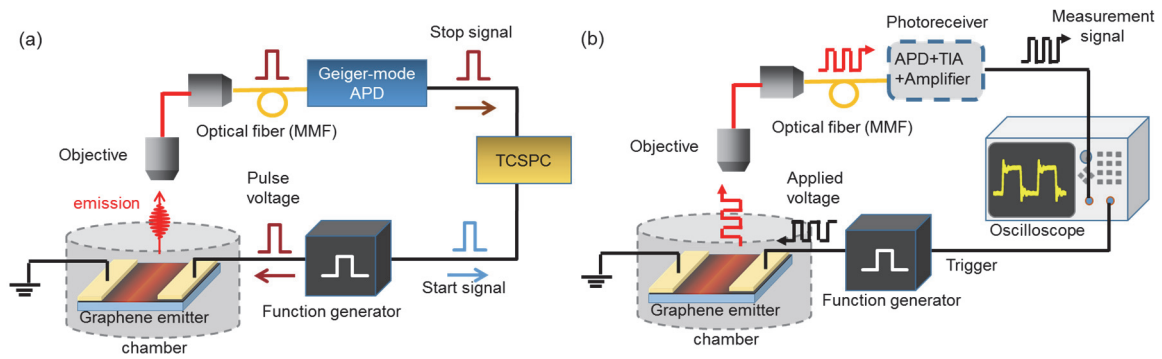 (a)
Stop signal
Geiger-mode
APD
Optical fiber (MMF)
Objective
TCSPC
emission
Pulse
voltage
Start signal
Graphene emitter
Function generator
chamber
(b)
Photoreceiver
Measurement
signal
APD+TIA
+Amplifier
Optical fiber (MMF)
Objective
Applied
voltage
Oscilloscope
Trigger
Graphene emitter
Function generator
chamber